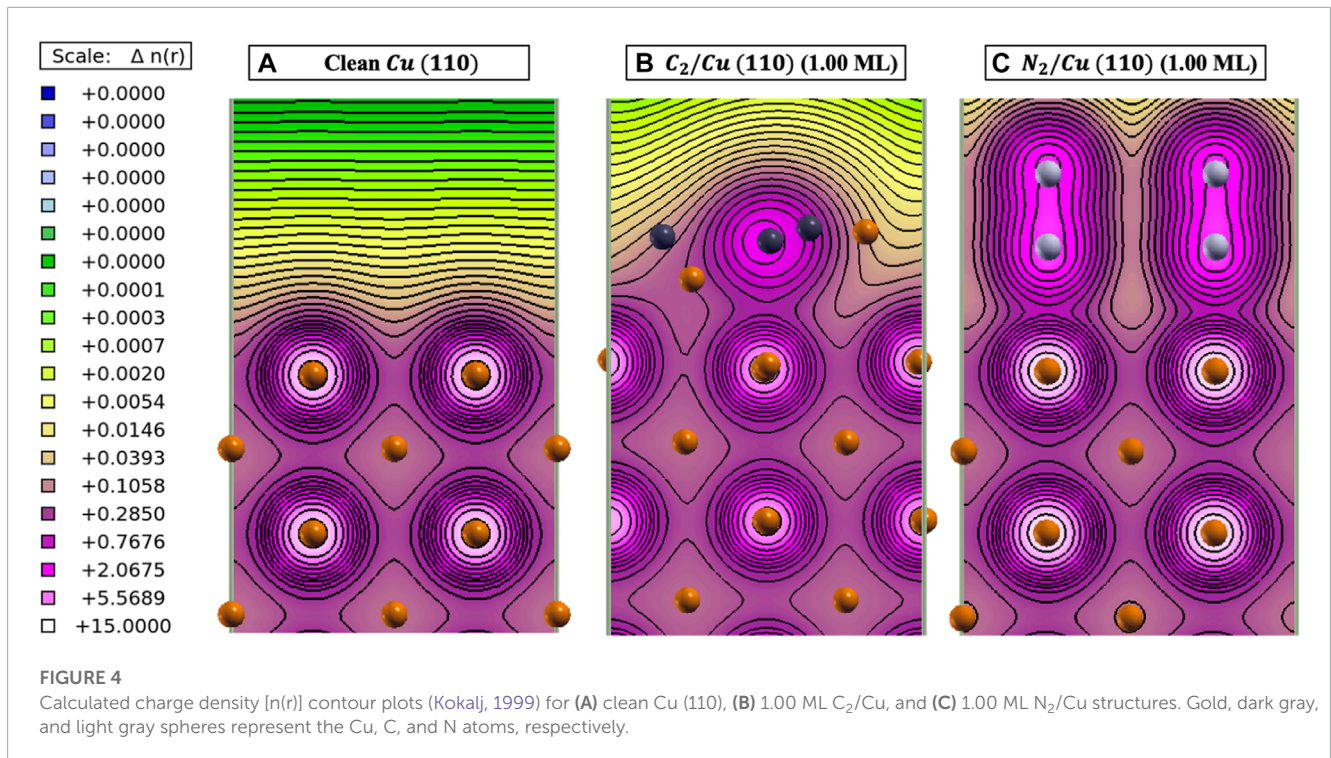 Scale: Δ n(r)
+0.0000
+0.0000
+0.0000
+0.0000
+0.0000
+0.0000
+0.0000
+0.0001
+0.0003
+0.0007
+0.0020
+0.0054
+0.0146
+0.0393
+0.1058
+0.2850
+0.7676
+2.0675
+5.5689
+15.0000
A Clean Cu (110)
B C₂/Cu (110) (1.00 ML)
C N₂/Cu (110) (1.00 ML)
FIGURE 4
Calculated charge density [n(r)] contour plots (Kokalj, 1999) for (A) clean Cu (110), (B) 1.00 ML C₂/Cu, and (C) 1.00 ML N₂/Cu structures. Gold, dark gray,
and light gray spheres represent the Cu, C, and N atoms, respectively.